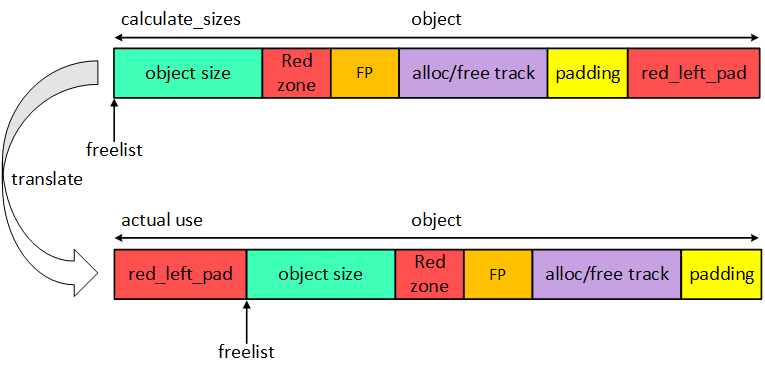 calculate_sizes object
object size Red zone FP alloc/free track padding red_left_pad
freelist
translate
actual use object
red_left_pad object size Red zone FP alloc/free track padding
freelist